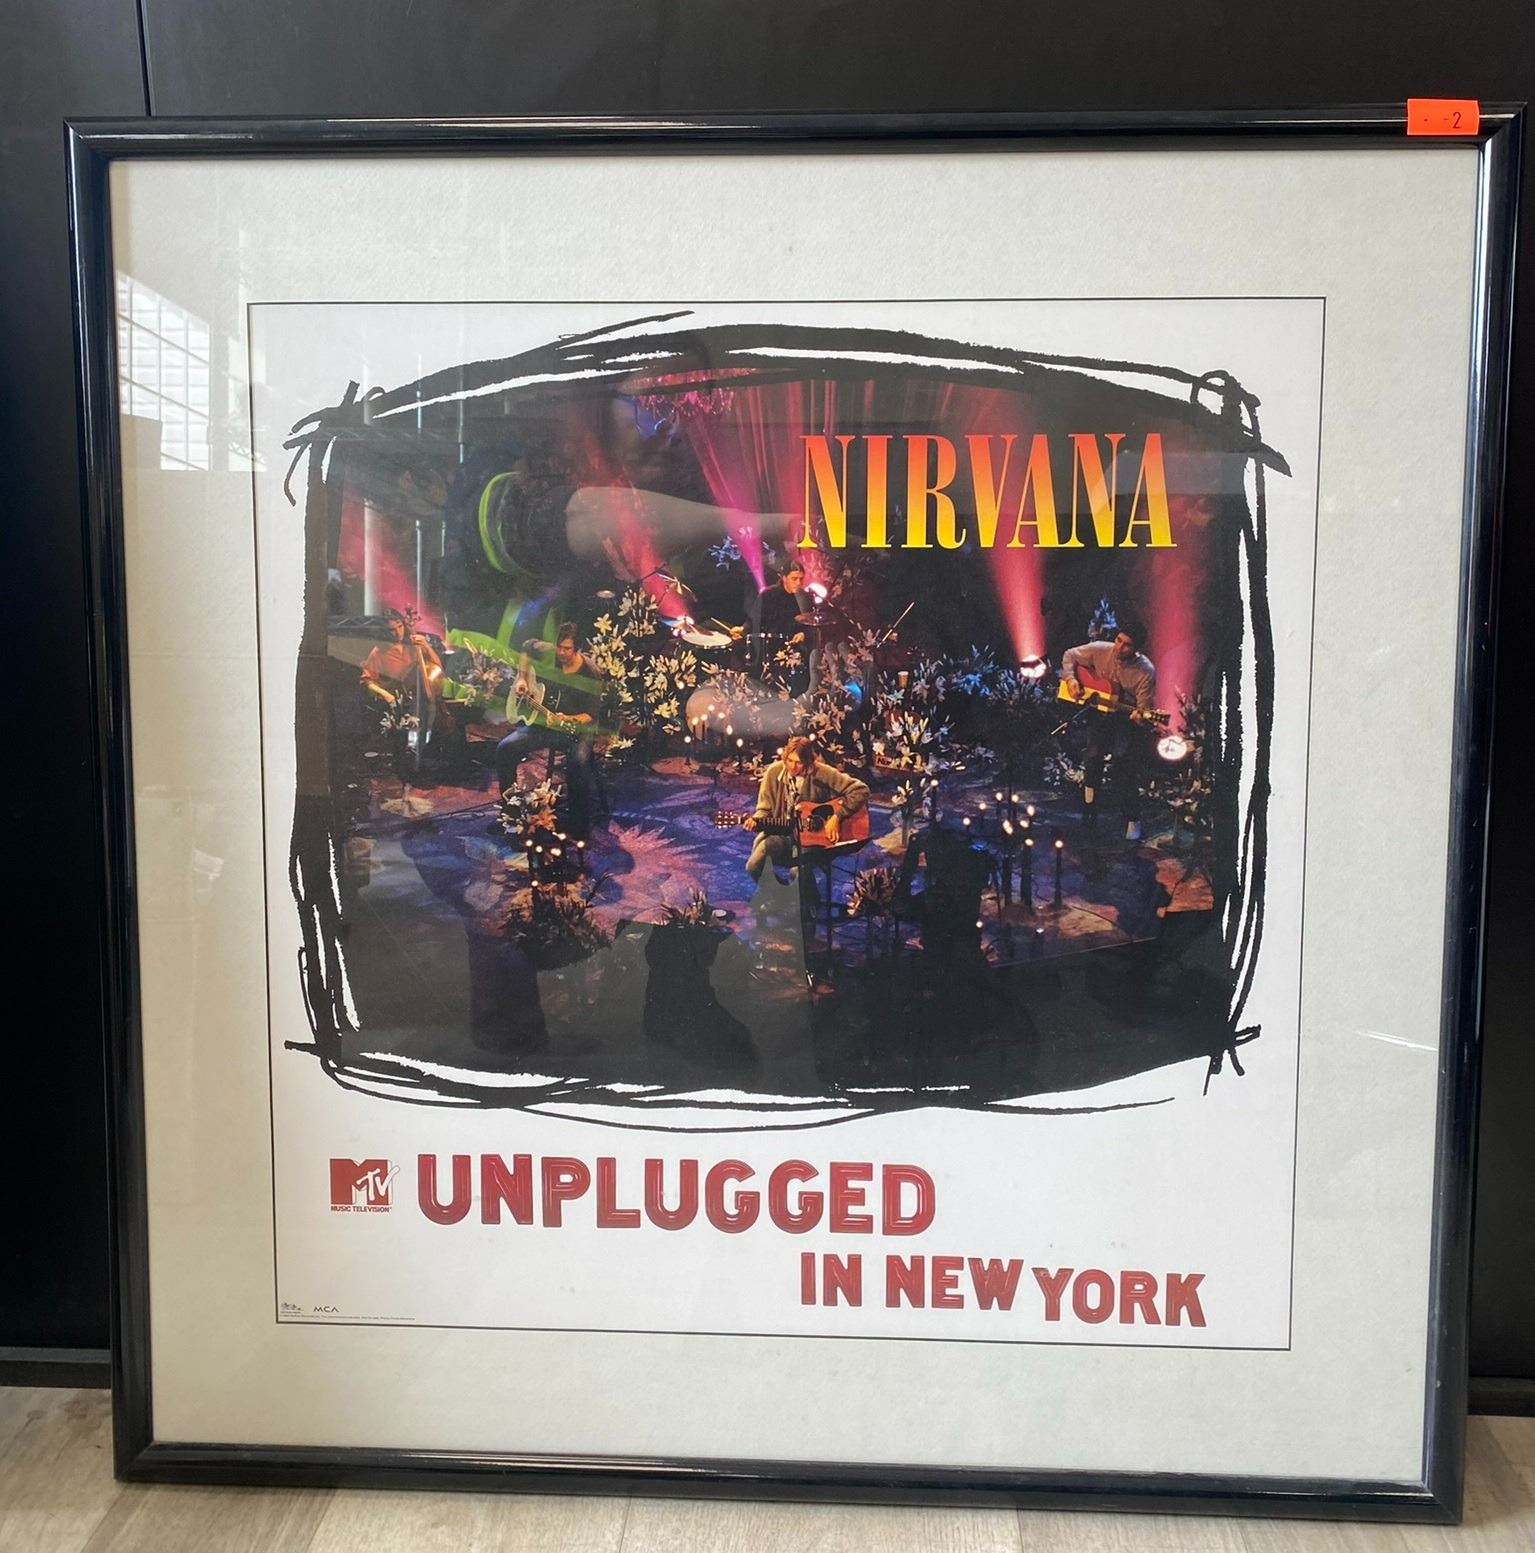 - -2
NIRVANA
MTV
MUSIC TELEVISION
UNPLUGGED
IN NEW YORK
MCA